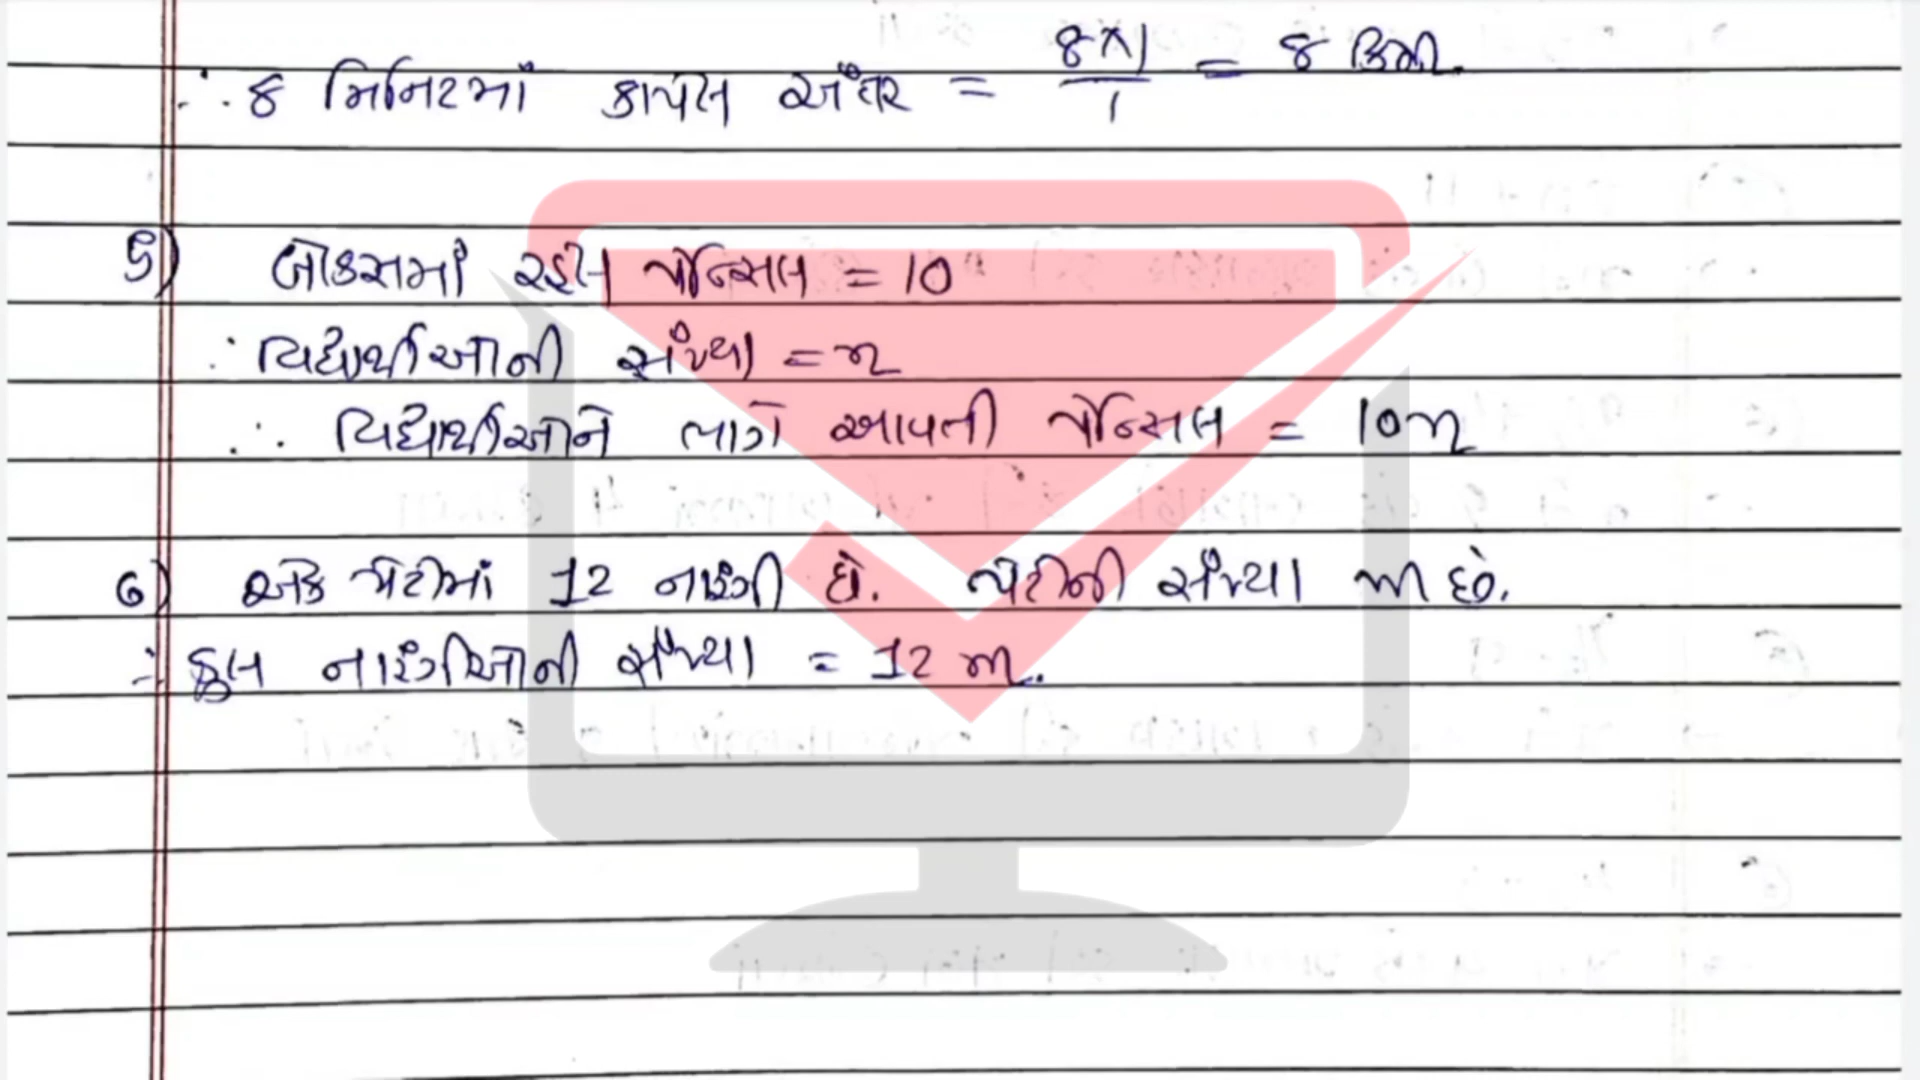 ∴ 8 મિનિટમાં કાપેલ અંતર = 8×1/1 = 8 કિમી.
5) બોકસમાં રહેલ પેન્સિલ = 10
∴ વિદ્યાર્થીઓની સંખ્યા = n
∴ વિદ્યાર્થીઓને ભાગે આવતી પેન્સિલ = 10n
6) એક પેટીમાં 12 નારંગી છે. પેટીની સંખ્યા m છે.
∴ કુલ નારંગીઓની સંખ્યા = 12 m.